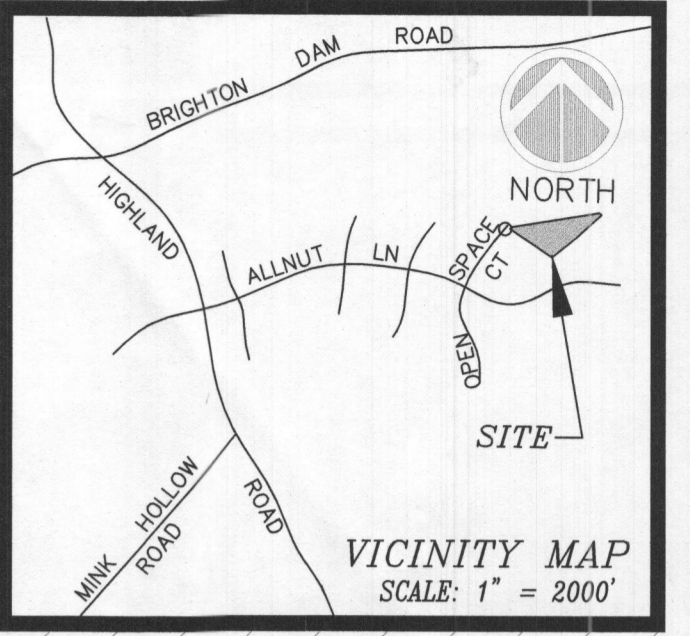 BRIGHTON DAM ROAD
NORTH
HIGHLAND ROAD
ALLNUT LN
OPEN SPACE CT
SITE
MINK HOLLOW ROAD
VICINITY MAP
SCALE: 1" = 2000'